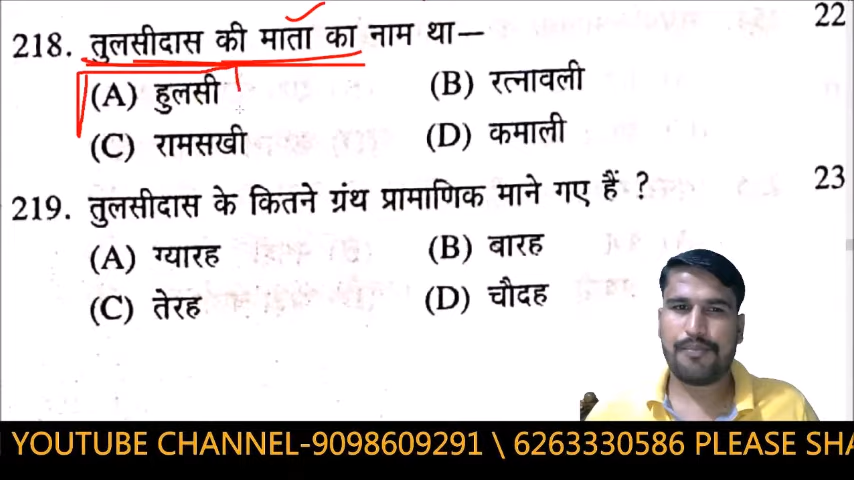 218. तुलसीदास की माता का नाम था—
22
(A) हुलसी (B) रत्नावली
(C) रामसखी (D) कमाली
219. तुलसीदास के कितने ग्रंथ प्रामाणिक माने गए हैं ?
23
(A) ग्यारह (B) बारह
(C) तेरह (D) चौदह
YOUTUBE CHANNEL-9098609291 \ 6263330586 PLEASE SHA